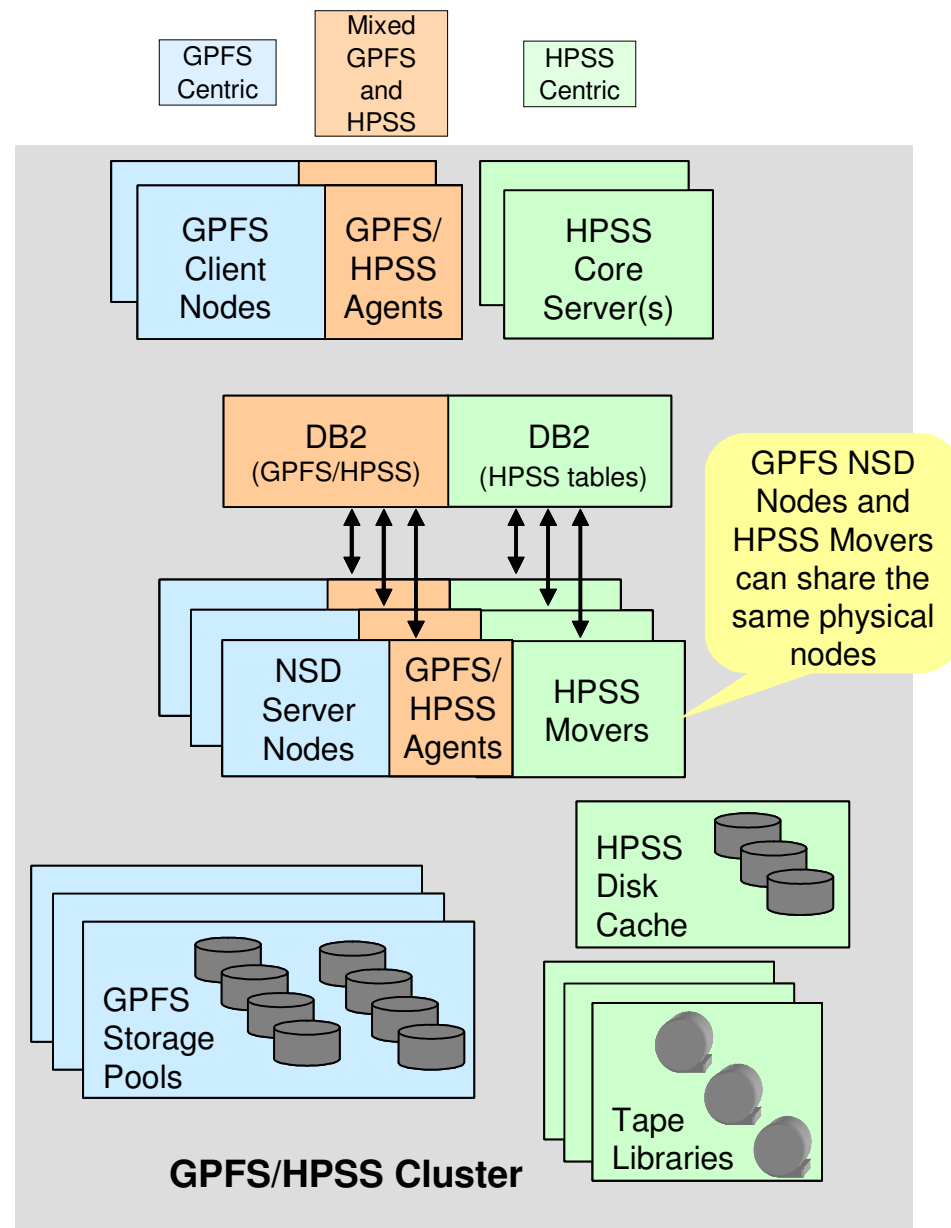 GPFS
Centric
Mixed
GPFS
and
HPSS
HPSS
Centric
GPFS
Client
Nodes
GPFS/
HPSS
Agents
HPSS
Core
Server(s)
DB2
(GPFS/HPSS)
DB2
(HPSS tables)
GPFS NSD
Nodes and
HPSS Movers
can share the
same physical
nodes
NSD
Server
Nodes
GPFS/
HPSS
Agents
HPSS
Movers
HPSS
Disk
Cache
GPFS
Storage
Pools
Tape
Libraries
GPFS/HPSS Cluster